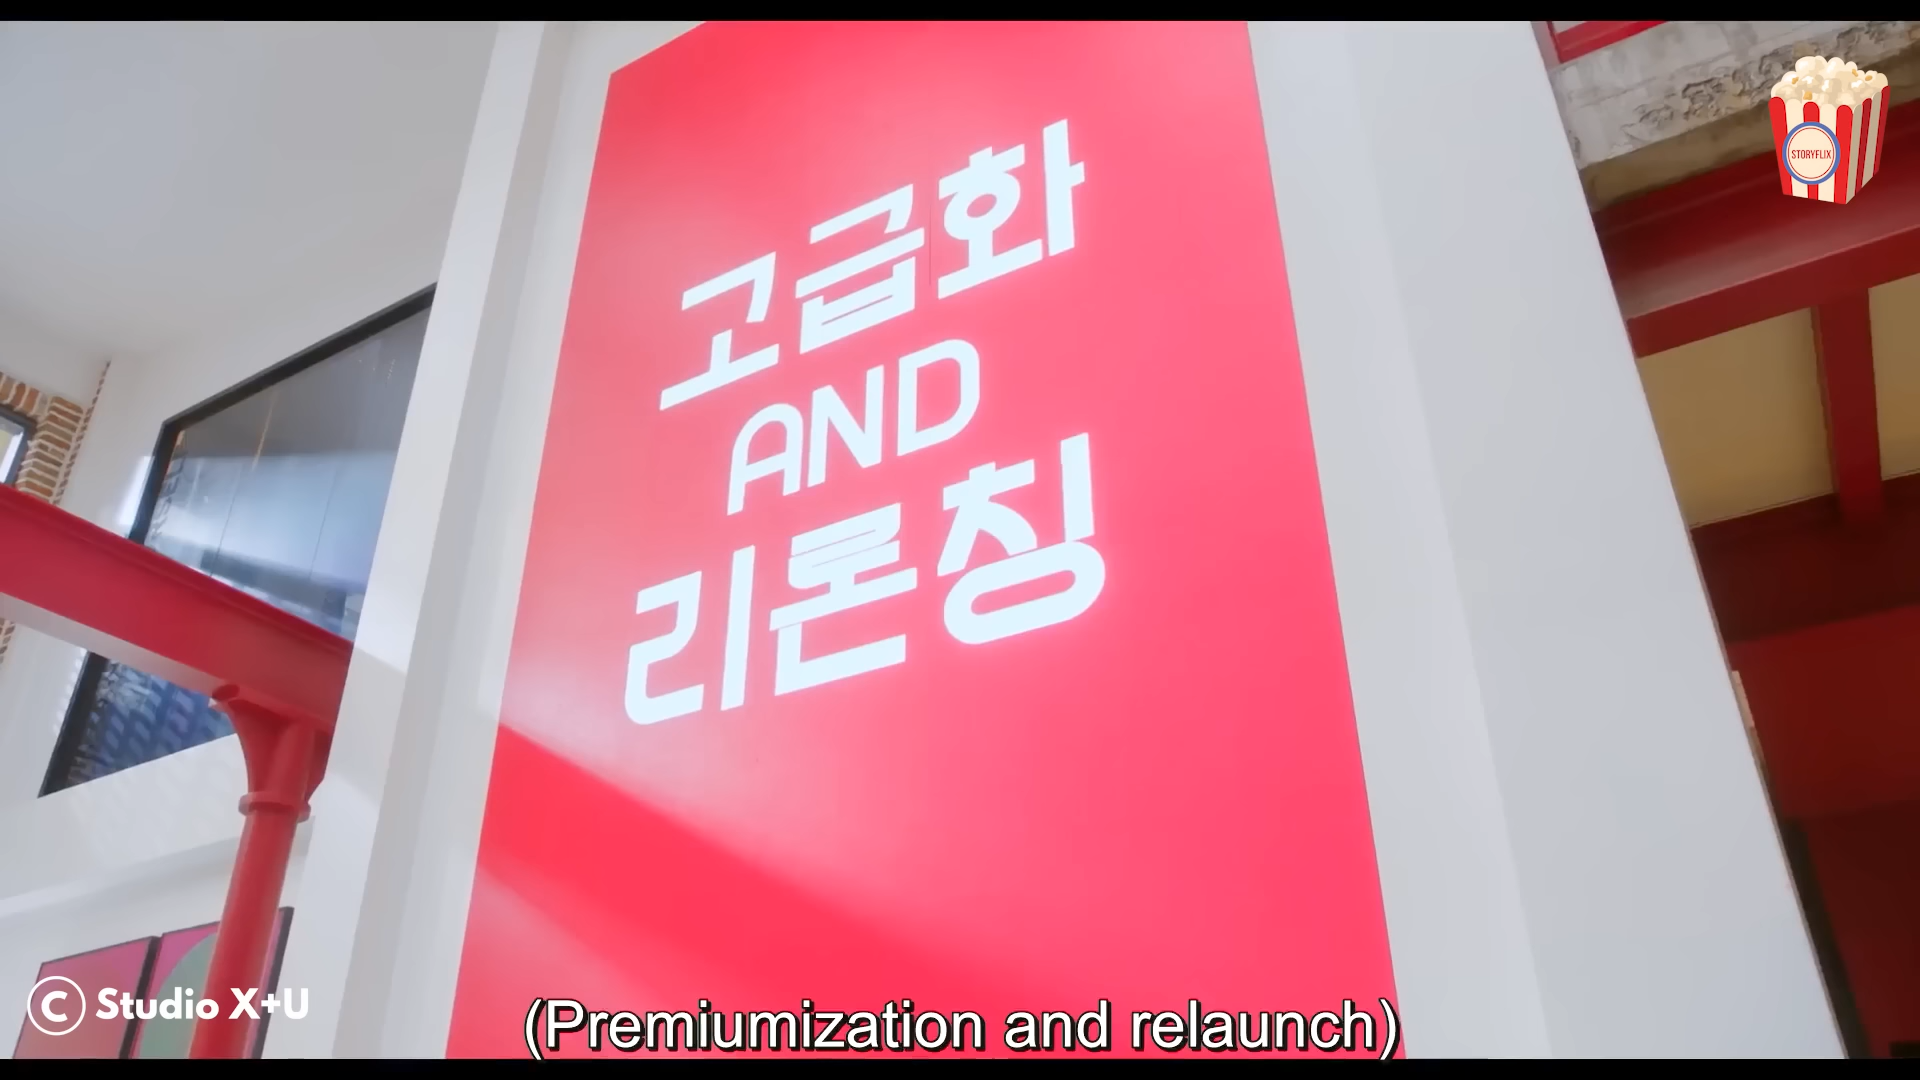 STORYFLIX
고급화
AND
리론칭
C Studio X+U
(Premiumization and relaunch)